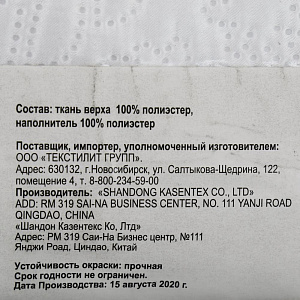 Состав: ткань верха 100% полиэстер,
наполнитель 100% полиэстер
Поставщик, импортер, уполномоченный изготовителем:
ООО «ТЕКСТИЛИТ ГРУПП».
Адрес: 630132, г.Новосибирск, ул. Салтыкова-Щедрина, 122,
помещение 4, т. 8-800-234-59-00
Изготовитель:
Производитель: «SHANDONG KASENTEX CO., LTD»
ADD: RM 319 SAI-NA BUSINESS CENTER, NO. 111 YANJI ROAD
QINGDAO, CHINA
«Шандон Казентекс Ко, Лтд»
Адрес: РМ 319 Саи-На Бизнес центр, №111
Янджи Роад, Циндао, Китай
Устойчивость окраски: прочная
Срок годности не ограничен.
Дата Производства: 15 августа 2020 г.